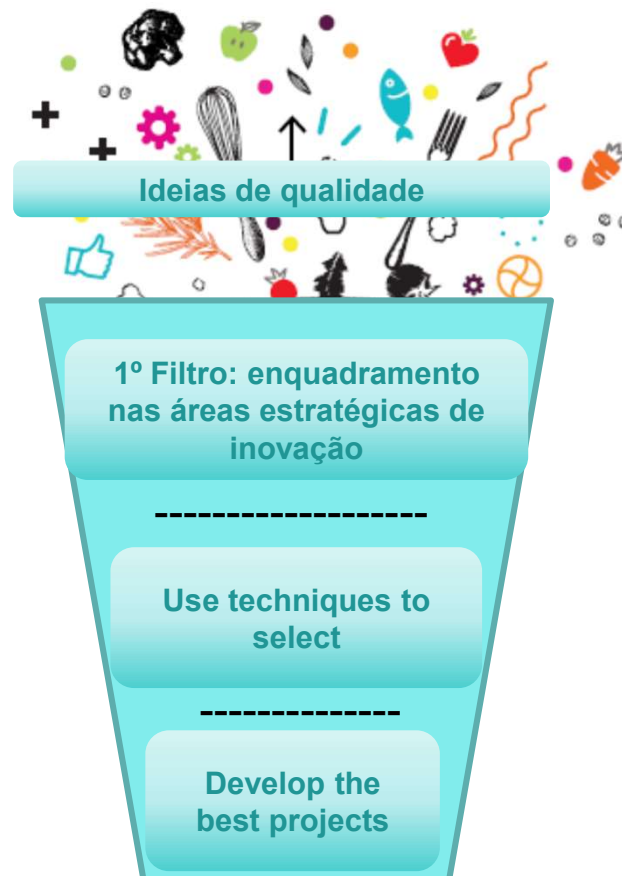 Ideias de qualidade
1º Filtro: enquadramento
nas áreas estratégicas de
inovação
-------------------
Use techniques to
select
--------------
Develop the
best projects